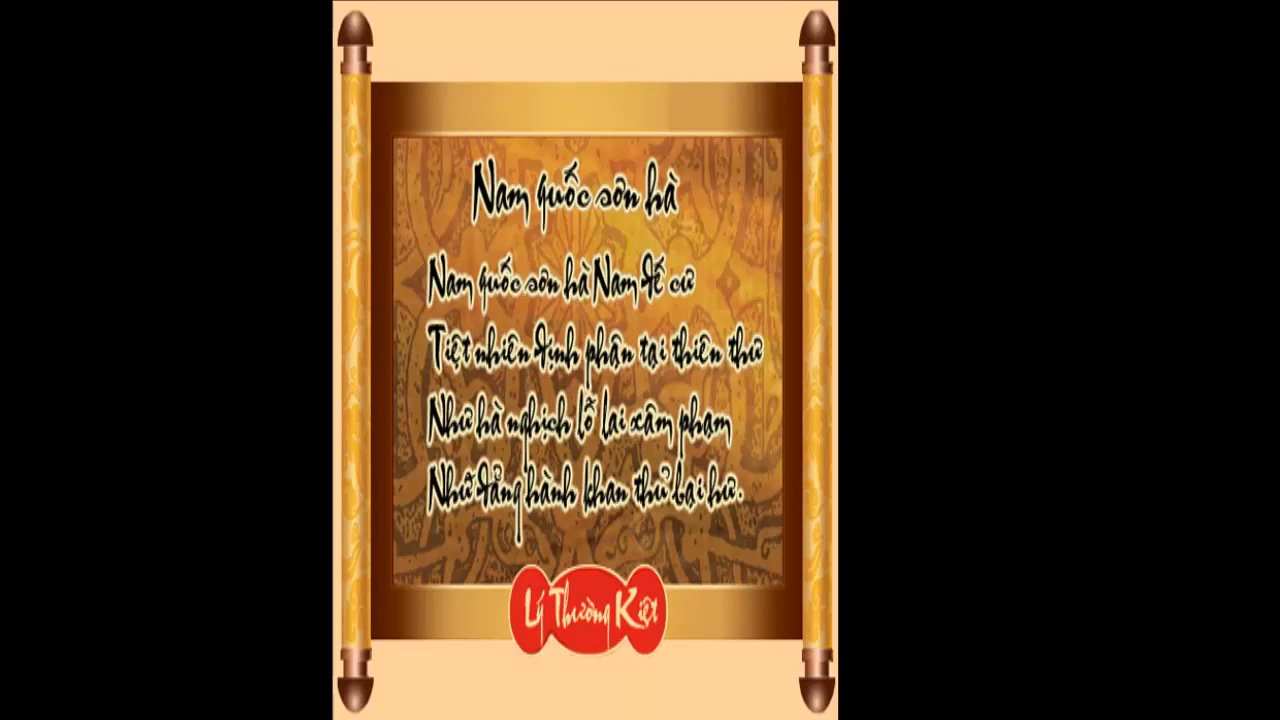 Nam quốc sơn hà
Nam quốc sơn hà Nam đế cư
Tiệt nhiên định phận tại thiên thư
Như hà nghịch lỗ lai xâm phạm
Nhữ đẳng hành khan thủ bại hư.
Lý Thường Kiệt